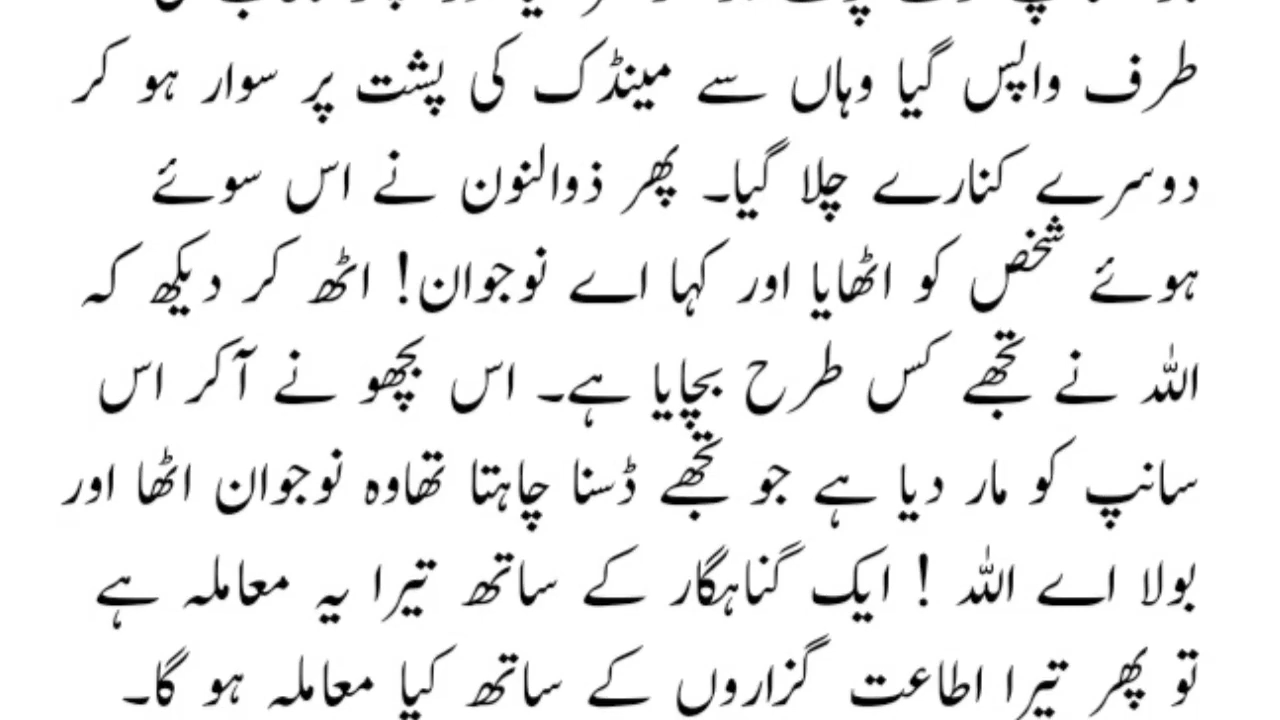 طرف واپس گیا وہاں سے مینڈک کی پشت پر سوار ہو کر
دوسرے کنارے چلا گیا۔ پھر ذوالنون نے اس سوئے
ہوئے شخص کو اٹھایا اور کہا اے نوجوان! اٹھ کر دیکھ کہ
اللہ نے تجھے کس طرح بچایا ہے۔ اس بچھو نے آکر اس
سانپ کو مار دیا ہے جو تجھے ڈسنا چاہتا تھاوہ نوجوان اٹھا اور
بولا اے اللہ ! ایک گناہگار کے ساتھ تیرا یہ معاملہ ہے
تو پھر تیرا اطاعت گزاروں کے ساتھ کیا معاملہ ہو گا۔